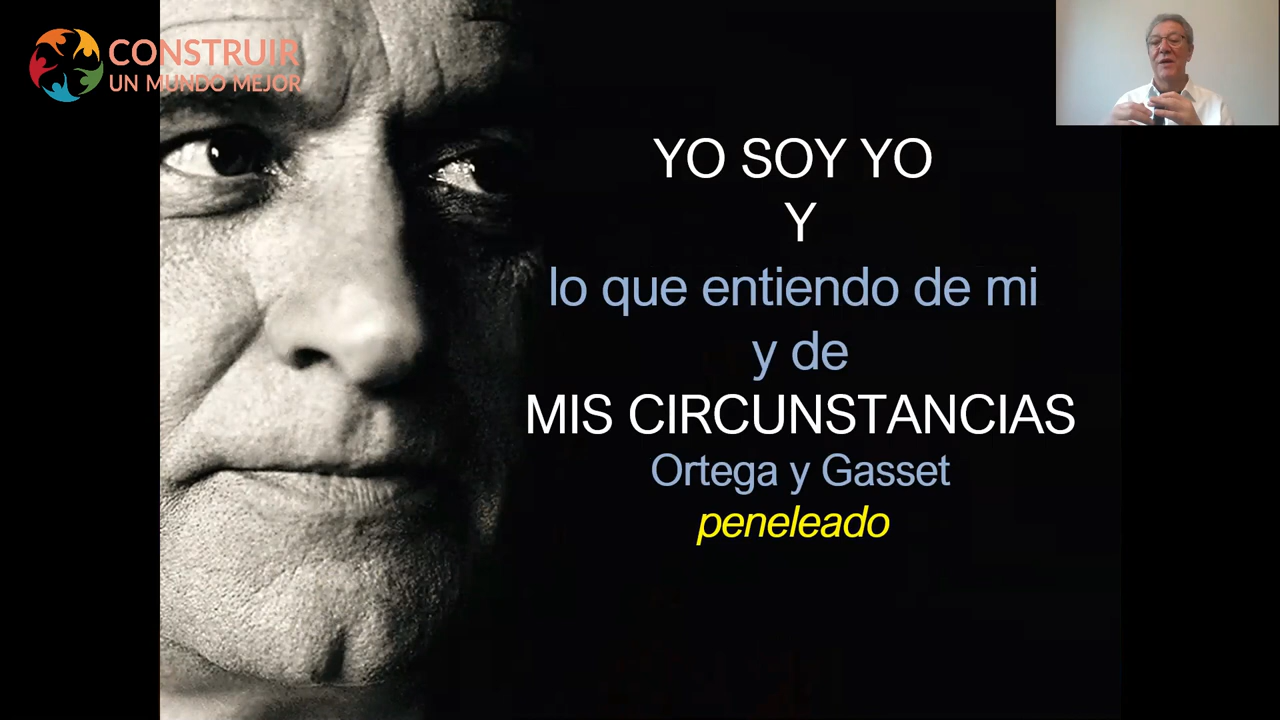 CONSTRUIR
UN MUNDO MEJOR
YO SOY YO
Y
lo que entiendo de mi
y de
MIS CIRCUNSTANCIAS
Ortega y Gasset
peneleado